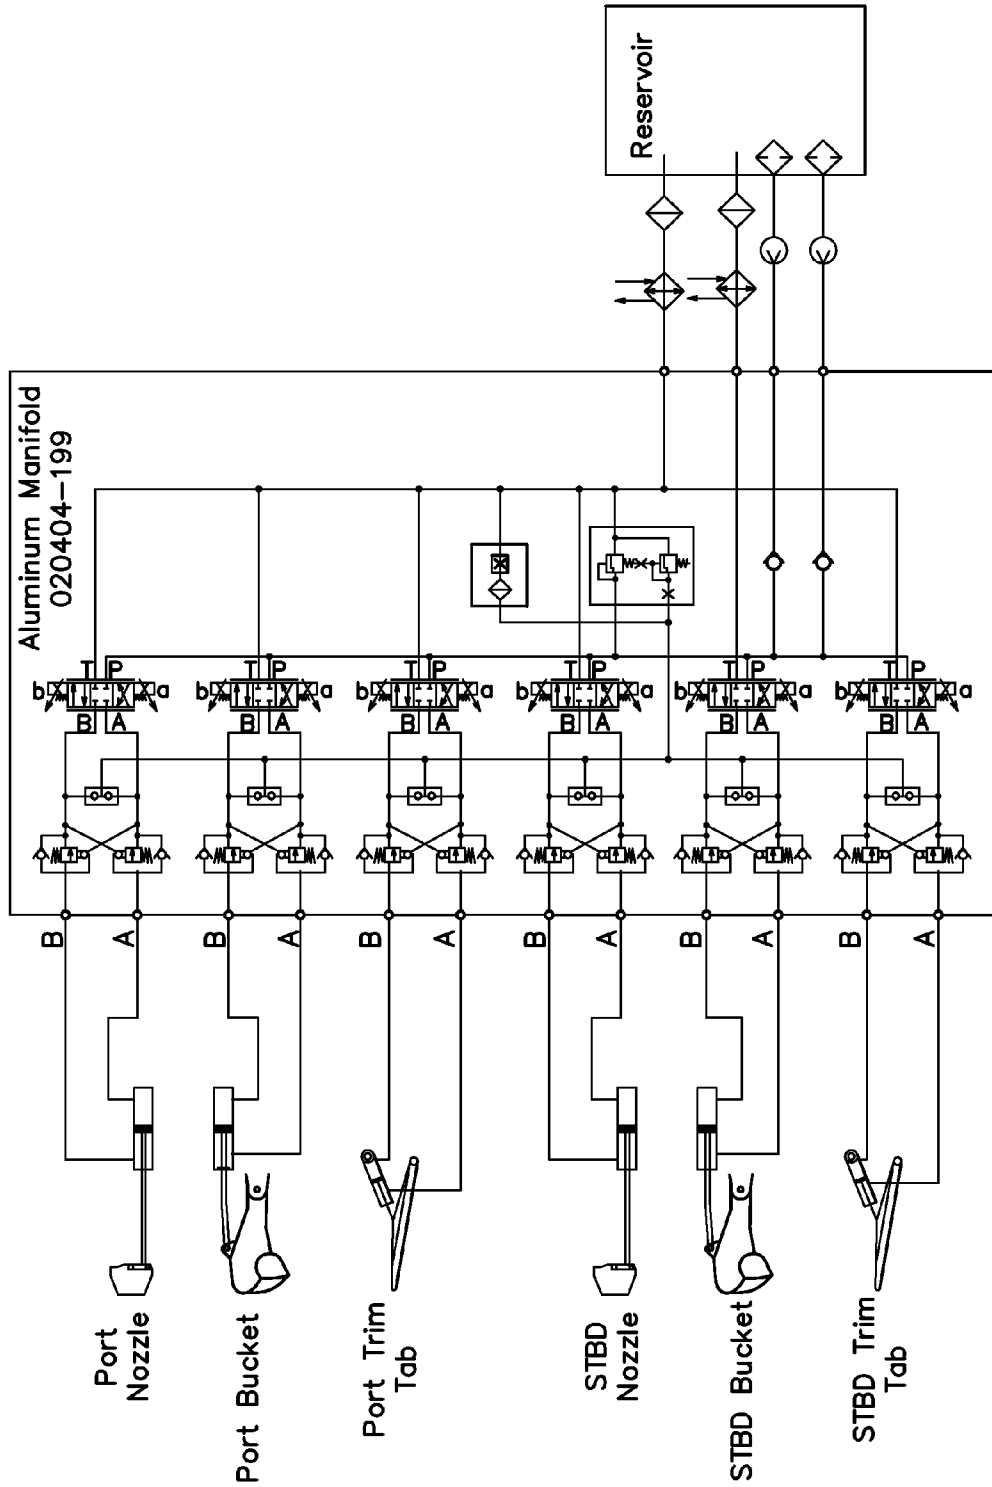 Reservoir
Aluminum Manifold
020404-199
T P
b a
B A
T P
b a
B A
T P
b a
B A
T P
b a
B A
T P
b a
B A
T P
b a
B A
B A
B A
B A
B A
B A
B A
Port
Nozzle
Port Bucket
Port Trim
Tab
STBD
Nozzle
STBD Bucket
STBD Trim
Tab